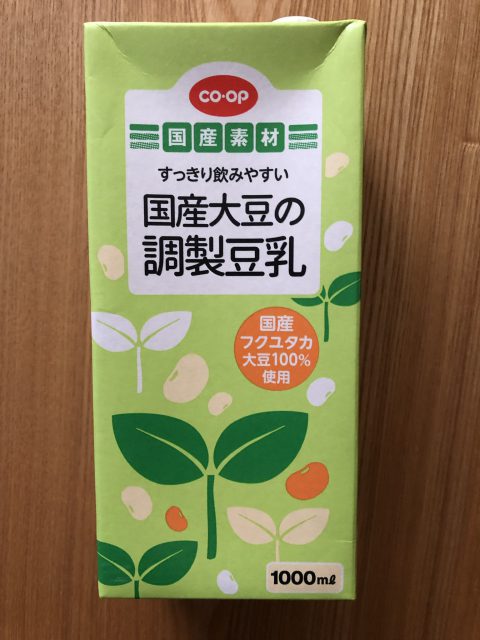 CO·OP
国産素材
すっきり飲みやすい
国産大豆の
調製豆乳
国産
フクユタカ
大豆100%
使用
1000mℓ